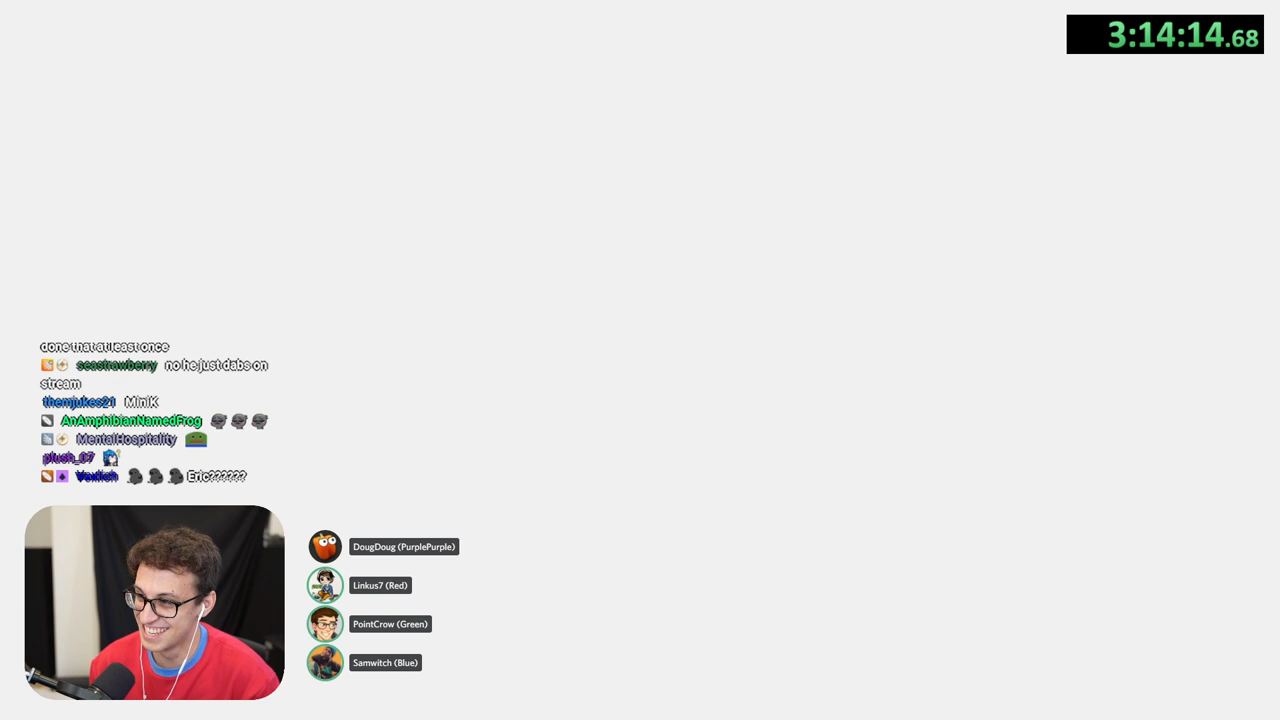 3:14:14.68
done that at least once
seastrawberry no he just dabs on
stream
themjukes21 MiniK
AnAmphibianNamedFrog
MentalHospitality
plush_07
Eric??????
DougDoug (PurplePurple)
Linkus7 (Red)
PointCrow (Green)
Samwitch (Blue)